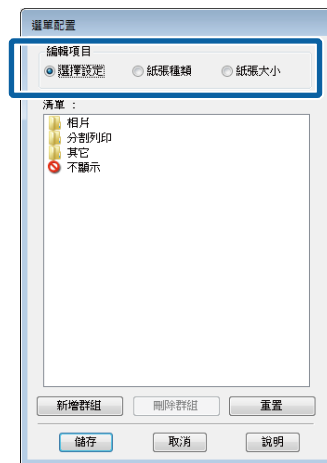 選單配置
編輯項目
選擇設定 紙張種類 紙張大小
清單 :
相片
分割列印
其它
不顯示
新增群組 刪除群組 重置
儲存 取消 說明